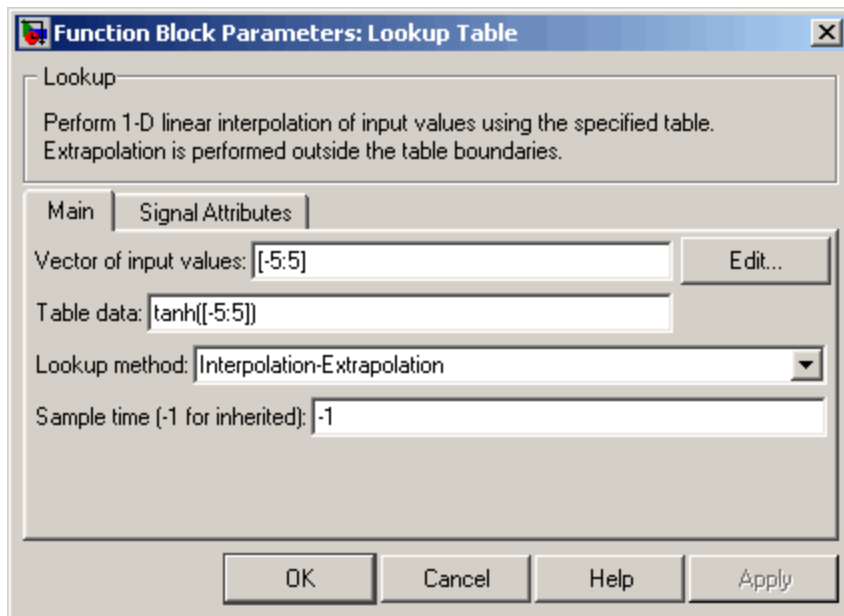 Function Block Parameters: Lookup Table
Lookup
Perform 1-D linear interpolation of input values using the specified table.
Extrapolation is performed outside the table boundaries.
Main Signal Attributes
Vector of input values: [-5:5] Edit...
Table data: tanh([-5:5])
Lookup method: Interpolation-Extrapolation
Sample time (-1 for inherited): -1
OK Cancel Help Apply